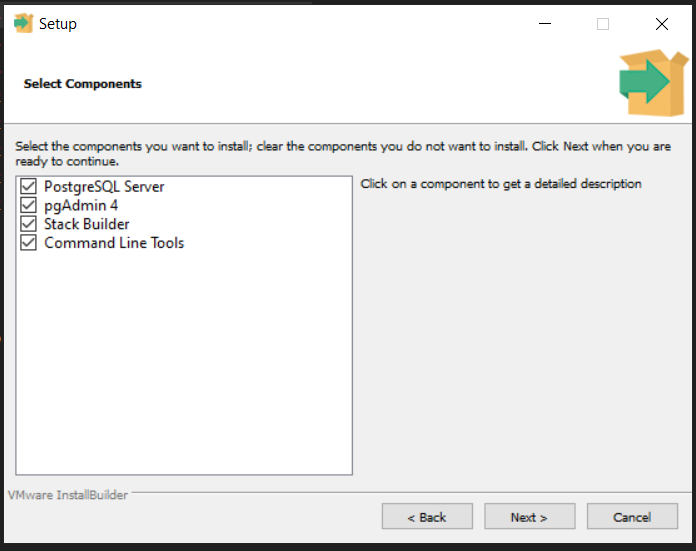 Setup
Select Components
Select the components you want to install; clear the components you do not want to install. Click Next when you are
ready to continue.
PostgreSQL Server
pgAdmin 4
Stack Builder
Command Line Tools
Click on a component to get a detailed description
VMware InstallBuilder
< Back
Next >
Cancel